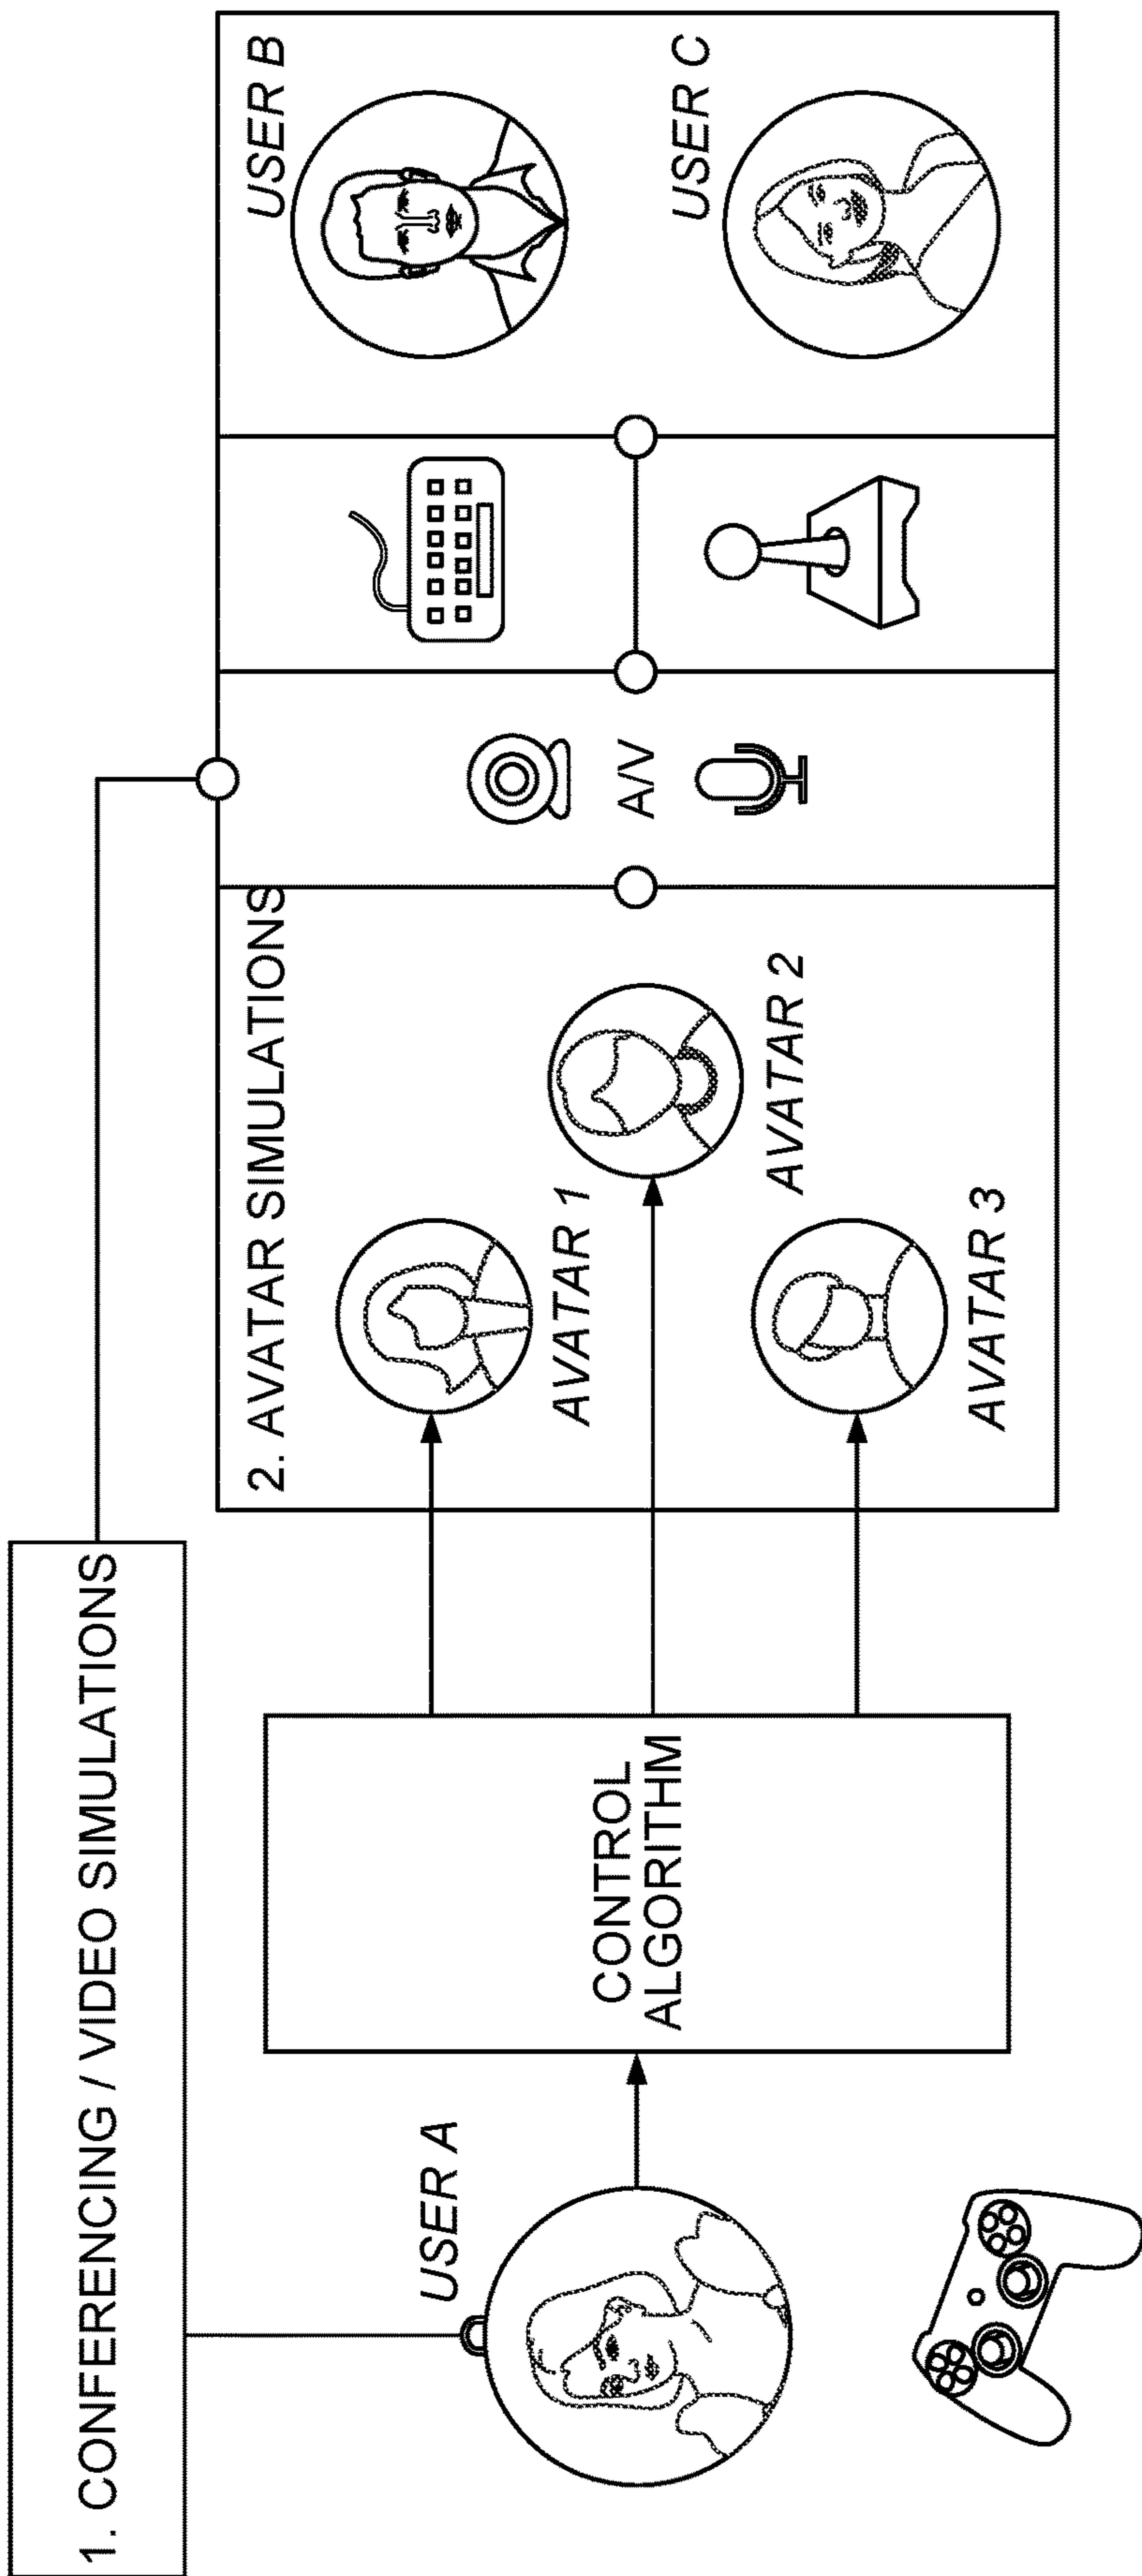 1. CONFERENCING / VIDEO SIMULATIONS
USER A
CONTROL
ALGORITHM
2. AVATAR SIMULATIONS
AVATAR 1
AVATAR 2
AVATAR 3
A/V
USER B
USER C